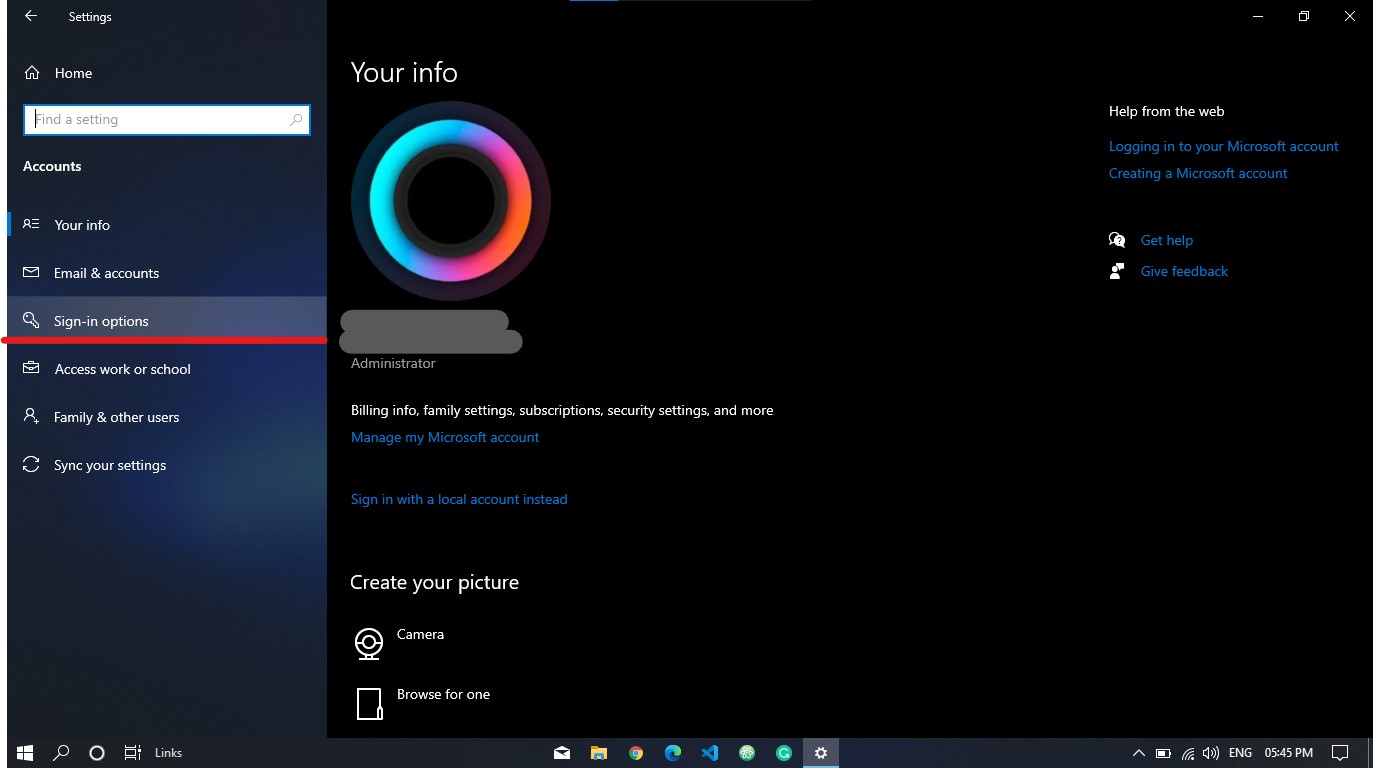 Settings
Home
Find a setting
Accounts
Your info
Email & accounts
Sign-in options
Access work or school
Family & other users
Sync your settings
Your info
Administrator
Billing info, family settings, subscriptions, security settings, and more
Manage my Microsoft account
Sign in with a local account instead
Create your picture
Camera
Browse for one
Help from the web
Logging in to your Microsoft account
Creating a Microsoft account
Get help
Give feedback
Links
ENG
05:45 PM